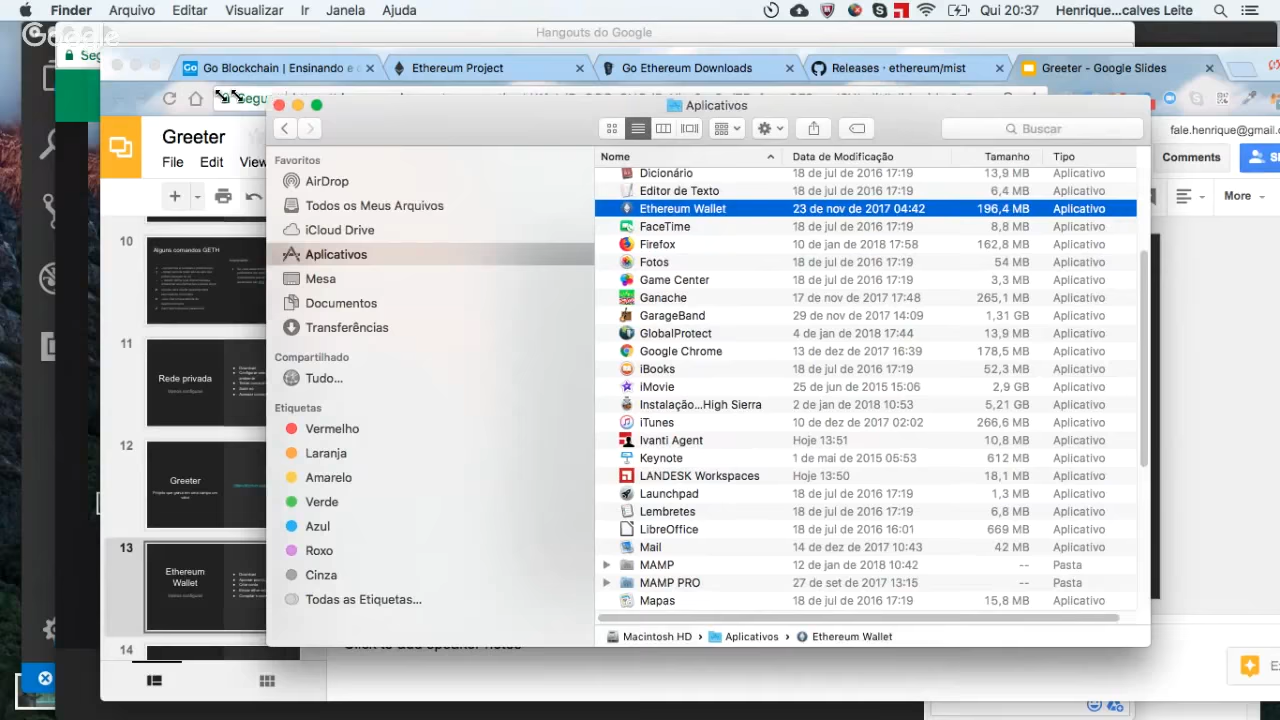 Finder Arquivo Editar Visualizar Ir Janela Ajuda Qui 20:37 Henrique...calves Leite
Google
Hangouts do Google
Go Blockchain | Ensinando e c Ethereum Project Go Ethereum Downloads Releases · ethereum/mist Greeter - Google Slides
Segu
Aplicativos
Buscar
fale.henrique@gmail.c
Greeter
File Edit View
Comments
More
Favoritos
AirDrop
Todos os Meus Arquivos
iCloud Drive
Aplicativos
Mesa
Documentos
Transferências
Compartilhado
Tudo...
Etiquetas
Vermelho
Laranja
Amarelo
Verde
Azul
Roxo
Cinza
Todas as Etiquetas...
Nome Data de Modificação Tamanho Tipo
Dicionário 18 de jul de 2016 17:19 13,9 MB Aplicativo
Editor de Texto 18 de jul de 2016 17:19 6,4 MB Aplicativo
Ethereum Wallet 23 de nov de 2017 04:42 196,4 MB Aplicativo
FaceTime 18 de jul de 2016 17:19 8,8 MB Aplicativo
Firefox 10 de jan de 2018 10:58 162,8 MB Aplicativo
Fotos 18 de jul de 2016 17:19 54 MB Aplicativo
Game Center 18 de jul de 2016 17:19 3 MB Aplicativo
Ganache 23 de nov de 2017 17:48 265,1 MB Aplicativo
GarageBand 29 de nov de 2017 14:09 1,31 GB Aplicativo
GlobalProtect 4 de jan de 2018 17:44 13,9 MB Aplicativo
Google Chrome 13 de dez de 2017 16:39 178,5 MB Aplicativo
iBooks 18 de jul de 2016 17:19 52,3 MB Aplicativo
iMovie 25 de jun de 2015 15:06 2,9 GB Aplicativo
Instalação...High Sierra 2 de jan de 2018 10:53 5,21 GB Aplicativo
iTunes 10 de dez de 2017 02:02 266,6 MB Aplicativo
Ivanti Agent Hoje 13:51 10,8 MB Aplicativo
Keynote 1 de mai de 2015 05:53 612 MB Aplicativo
LANDESK Workspaces Hoje 13:50 18,1 MB Aplicativo
Launchpad 18 de jul de 2016 17:19 1,3 MB Aplicativo
Lembretes 18 de jul de 2016 17:19 6,8 MB Aplicativo
LibreOffice 18 de jul de 2016 16:01 669 MB Aplicativo
Mail 14 de dez de 2017 10:43 42 MB Aplicativo
MAMP 12 de jan de 2018 10:42 -- Pasta
MAMP PRO 27 de set de 2017 13:15 -- Pasta
Mapas 18 de jul de 2016 17:19 15,8 MB Aplicativo
Macintosh HD › Aplicativos › Ethereum Wallet
10
Alguns comandos GETH
11
Rede privada
12
Greeter
13
Ethereum
Wallet
14